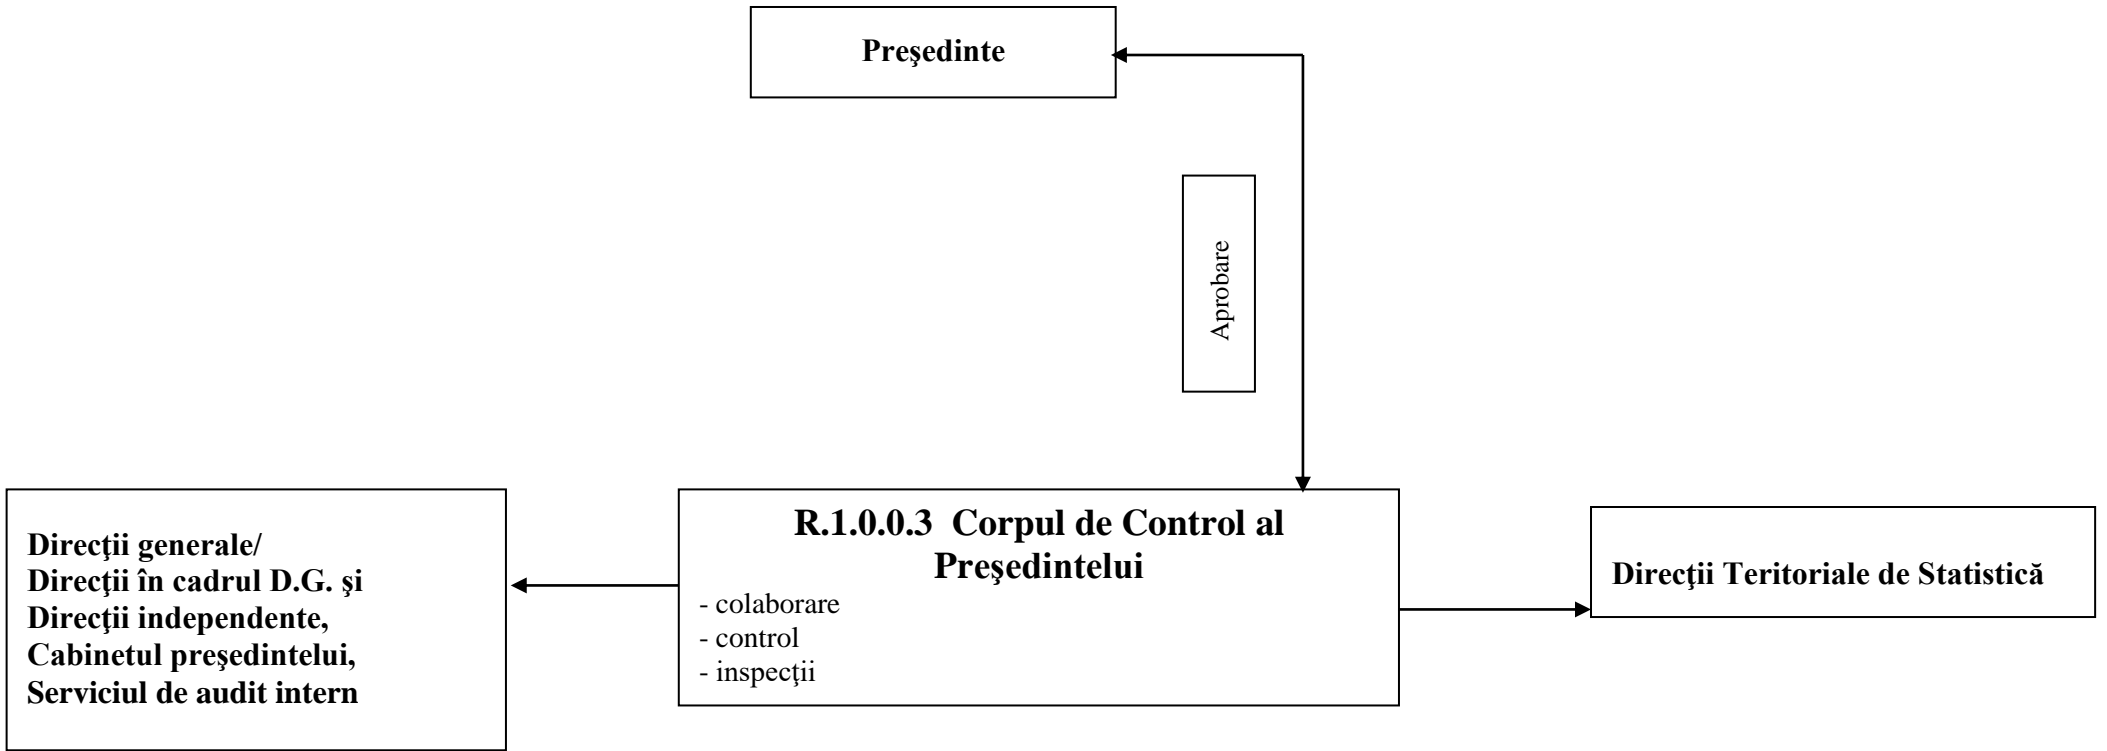 Preşedinte
Aprobare
Direcţii generale/
Direcţii în cadrul D.G. şi
Direcţii independente,
Cabinetul preşedintelui,
Serviciul de audit intern
R.1.0.0.3 Corpul de Control al
Preşedintelui
- colaborare
- control
- inspecţii
Direcţii Teritoriale de Statistică